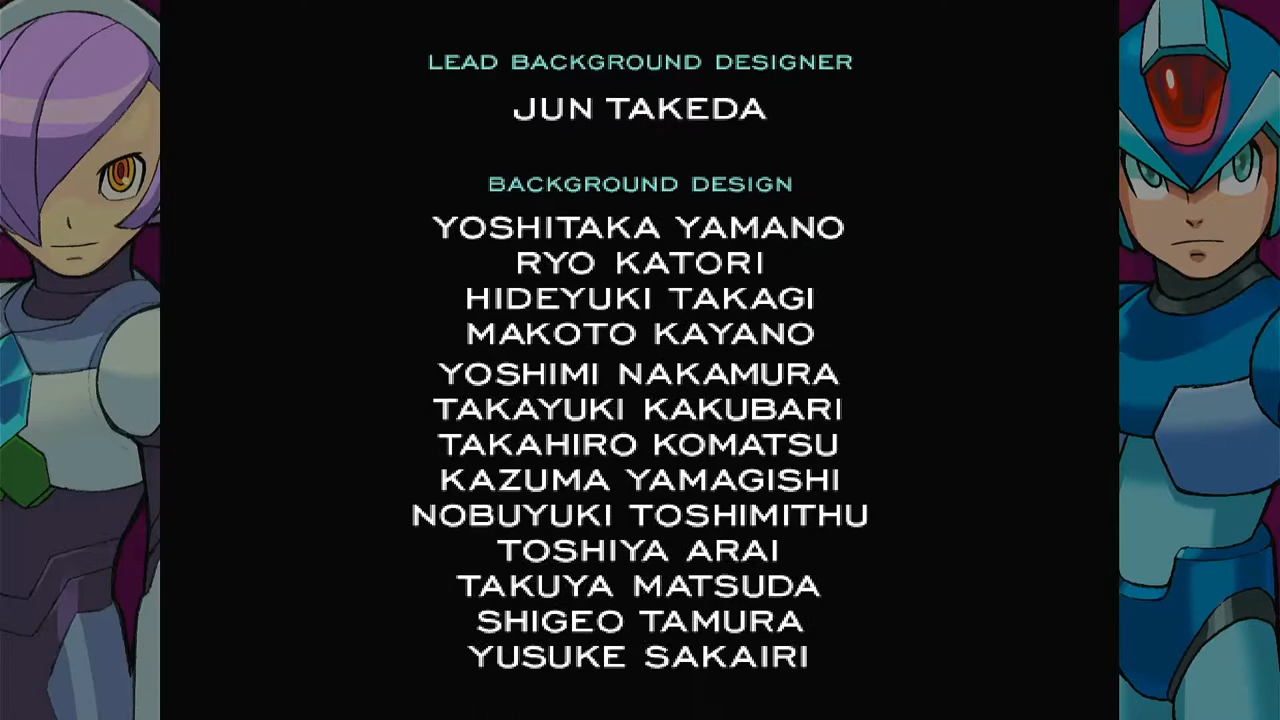 LEAD BACKGROUND DESIGNER
JUN TAKEDA
BACKGROUND DESIGN
YOSHITAKA YAMANO
RYO KATORI
HIDEYUKI TAKAGI
MAKOTO KAYANO
YOSHIMI NAKAMURA
TAKAYUKI KAKUBARI
TAKAHIRO KOMATSU
KAZUMA YAMAGISHI
NOBUYUKI TOSHIMITHU
TOSHIYA ARAI
TAKUYA MATSUDA
SHIGEO TAMURA
YUSUKE SAKAIRI